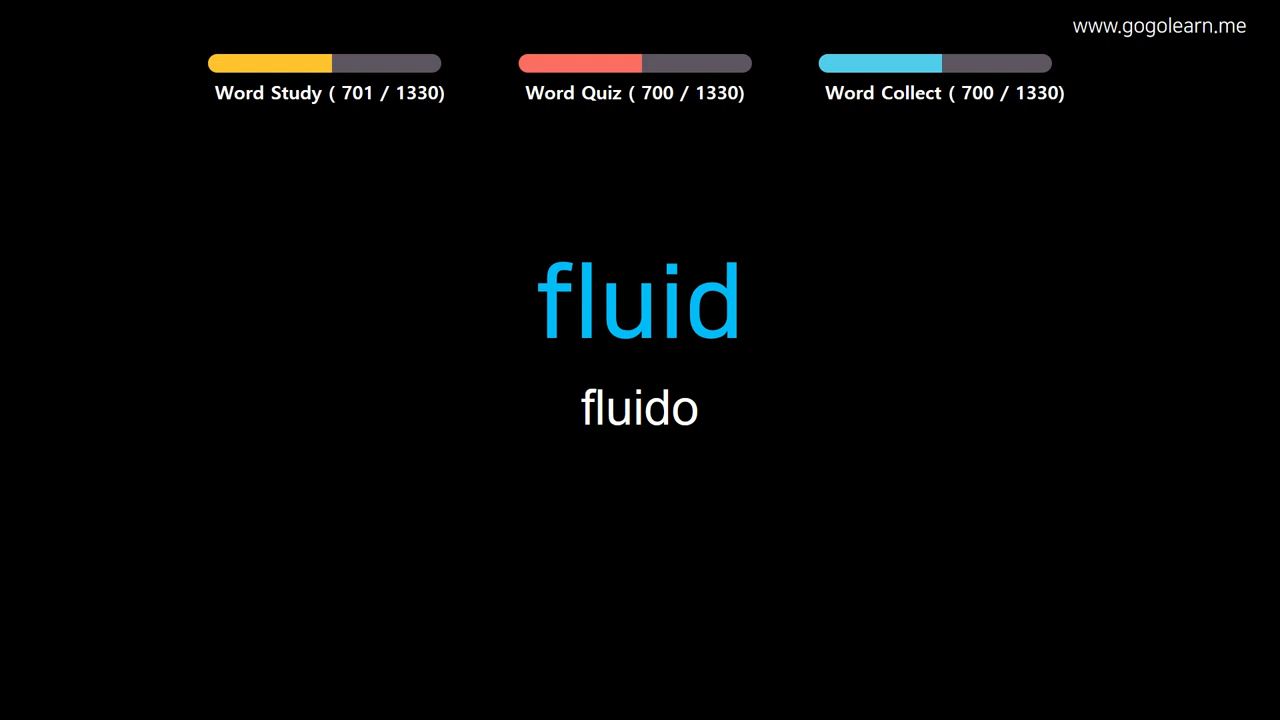 www.gogolearn.me
Word Study ( 701 / 1330)
Word Quiz ( 700 / 1330)
Word Collect ( 700 / 1330)
fluid
fluido